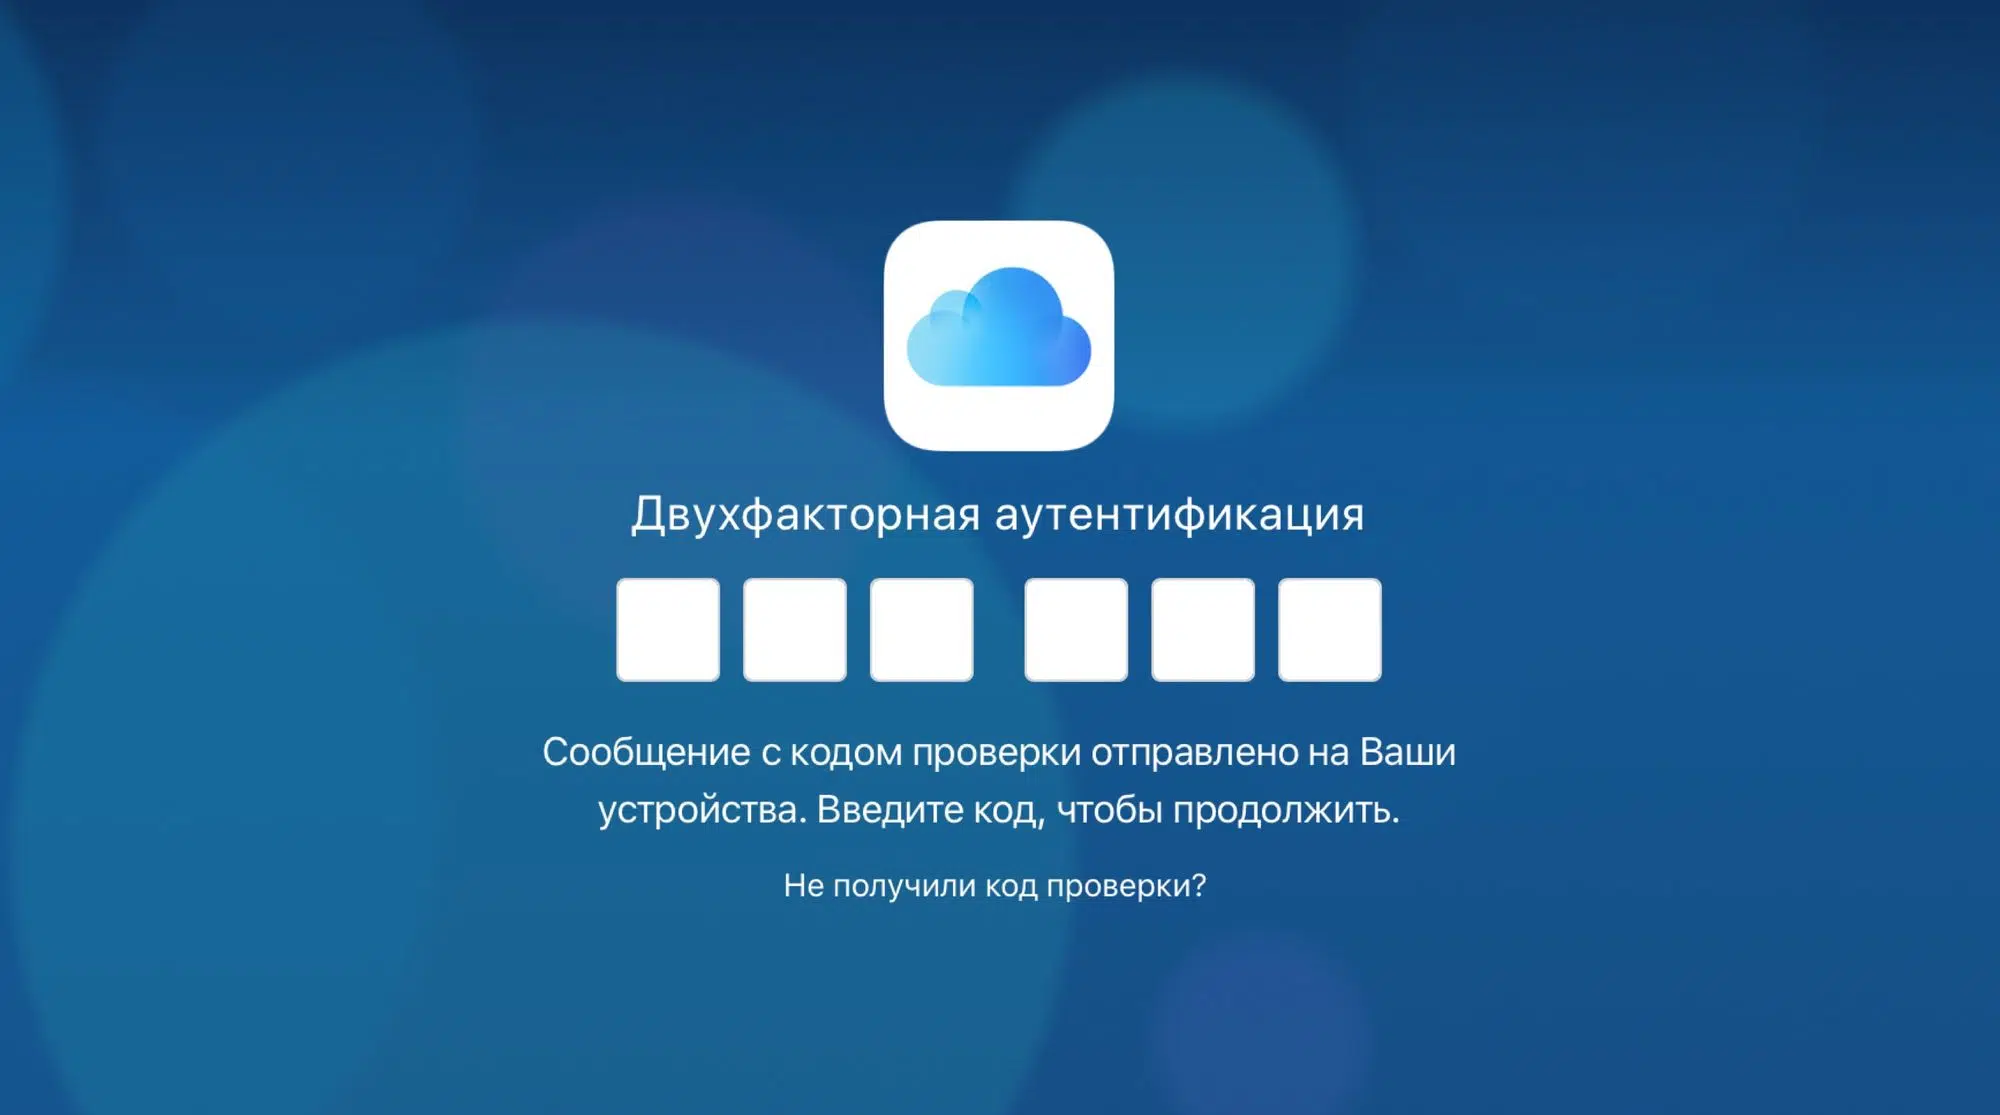 Двухфакторная аутентификация
Сообщение с кодом проверки отправлено на Ваши
устройства. Введите код, чтобы продолжить.
Не получили код проверки?